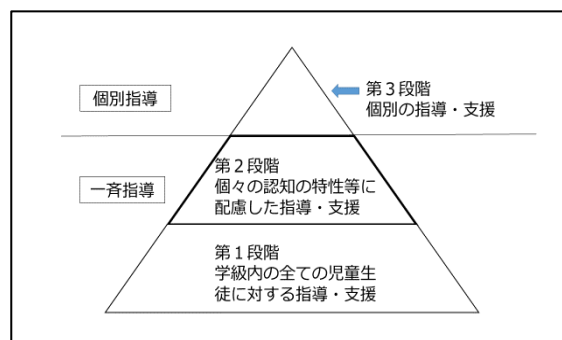 個別指導
第３段階
個別の指導・支援
一斉指導
第２段階
個々の認知の特性等に
配慮した指導・支援
第１段階
学級内の全ての児童生
徒に対する指導・支援